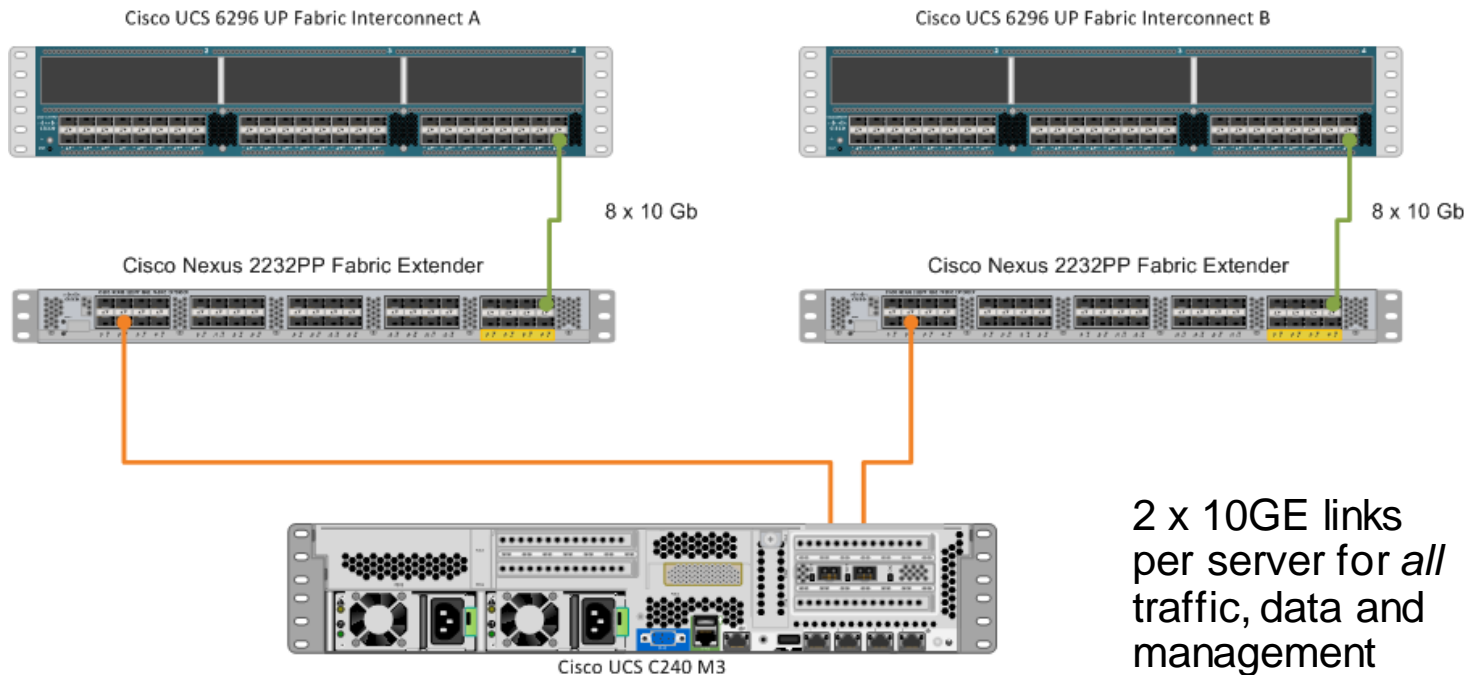 Cisco UCS 6296 UP Fabric Interconnect A
Cisco UCS 6296 UP Fabric Interconnect B
8 x 10 Gb
8 x 10 Gb
Cisco Nexus 2232PP Fabric Extender
Cisco Nexus 2232PP Fabric Extender
2 x 10GE links
per server for all
traffic, data and
management
Cisco UCS C240 M3